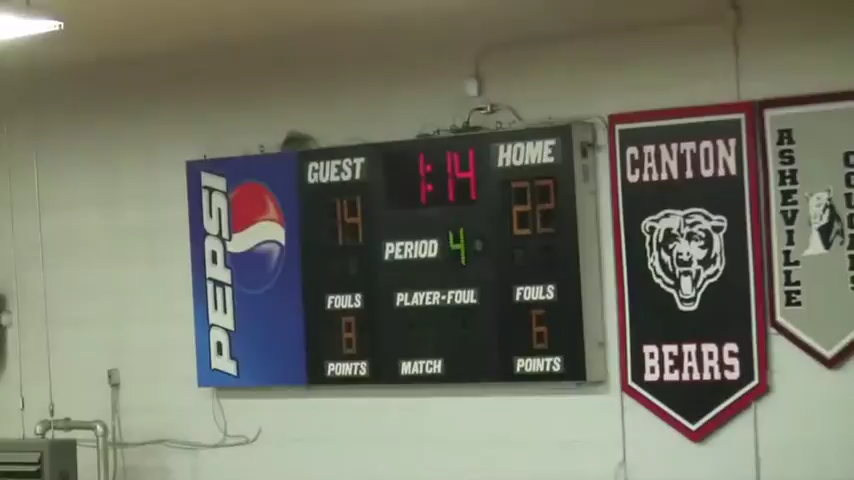 PEPSI
GUEST
1:14
HOME
14
22
PERIOD 4
FOULS
PLAYER-FOUL
FOULS
8
6
POINTS
MATCH
POINTS
CANTON
BEARS
ASHEVILLE
COUGARS